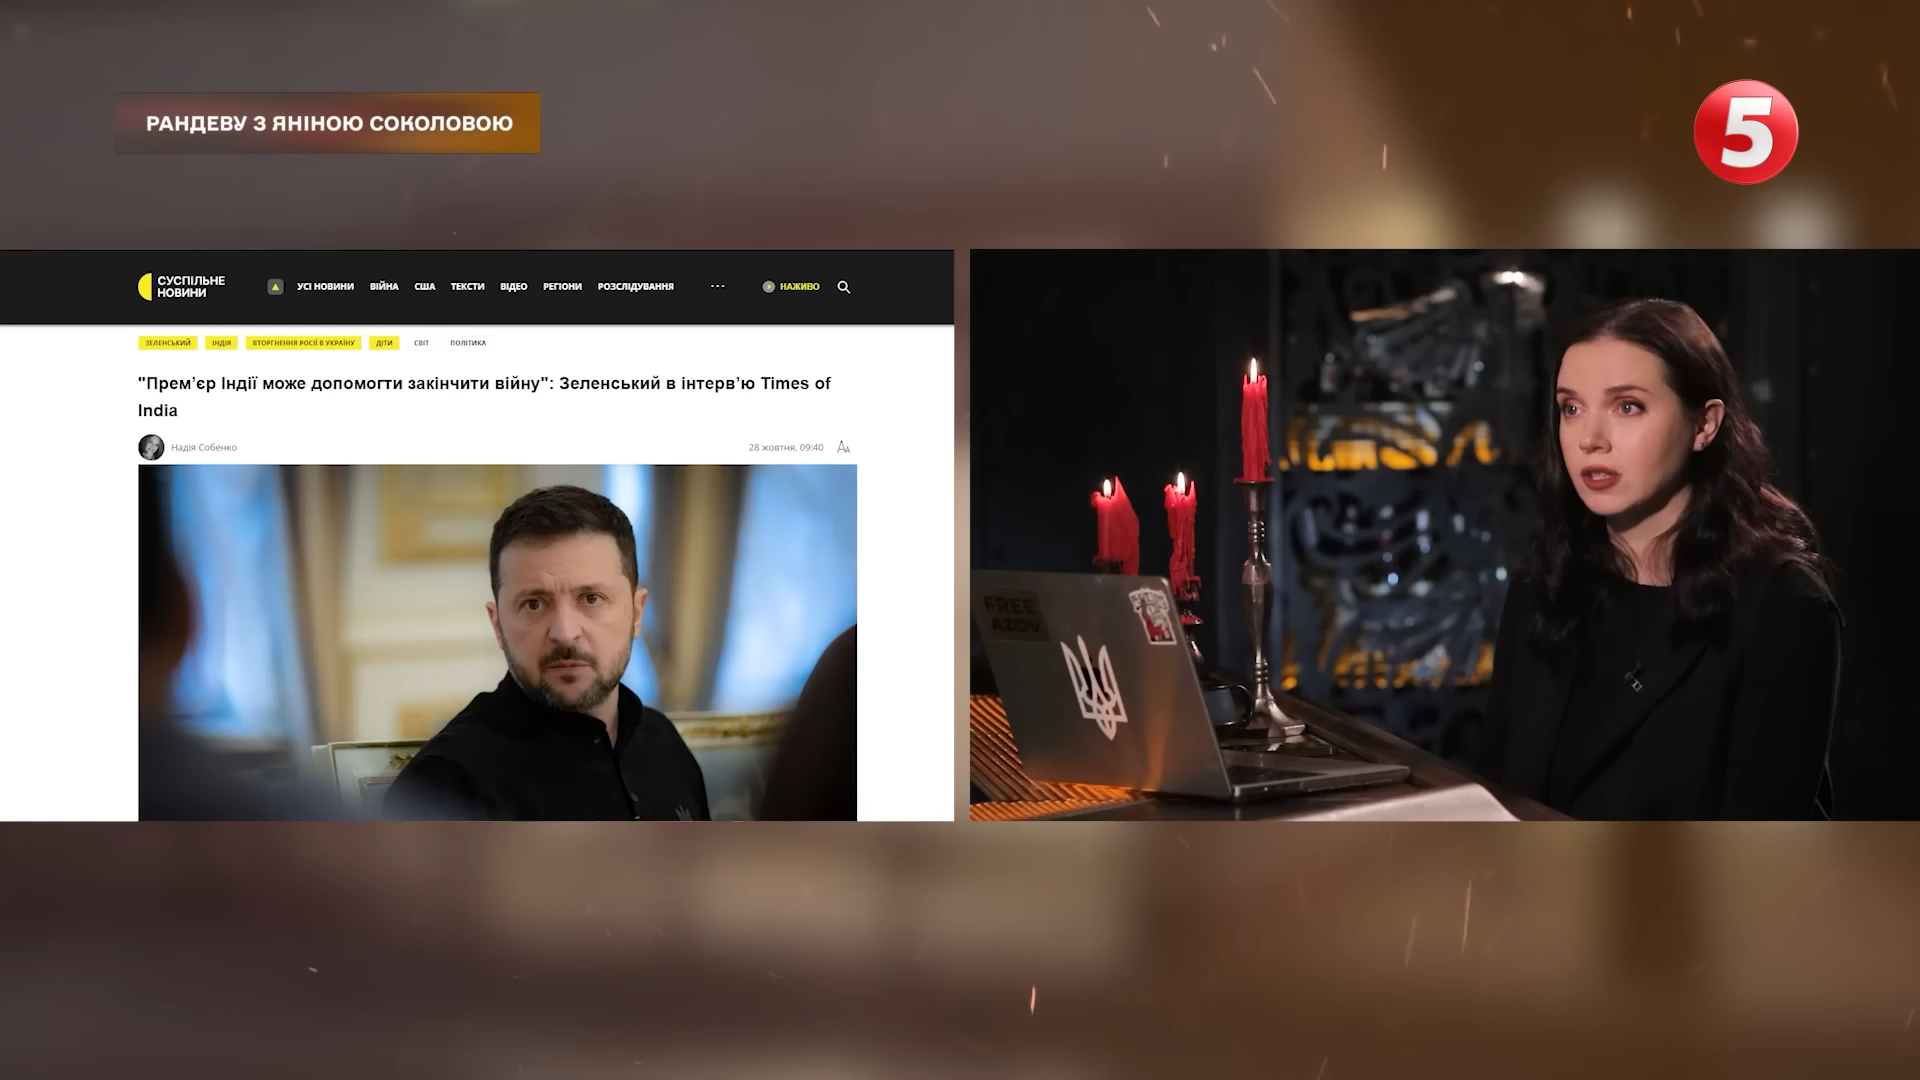 РАНДЕВУ З ЯНІНОЮ СОКОЛОВОЮ
5
СУСПІЛЬНЕ
НОВИНИ
УСІ НОВИНИ ВІЙНА США ТЕКСТИ ВІДЕО РЕГІОНИ РОЗСЛІДУВАННЯ ... НАЖИВО
ЗЕЛЕНСЬКИЙ ІНДІЯ ВТОРГНЕННЯ РОСІЇ В УКРАЇНУ ДІТИ СВІТ ПОЛІТИКА
"Прем'єр Індії може допомогти закінчити війну": Зеленський в інтерв'ю Times of
India
Надія Собенко 28 жовтня, 09:40 AA
FREE
AZOV